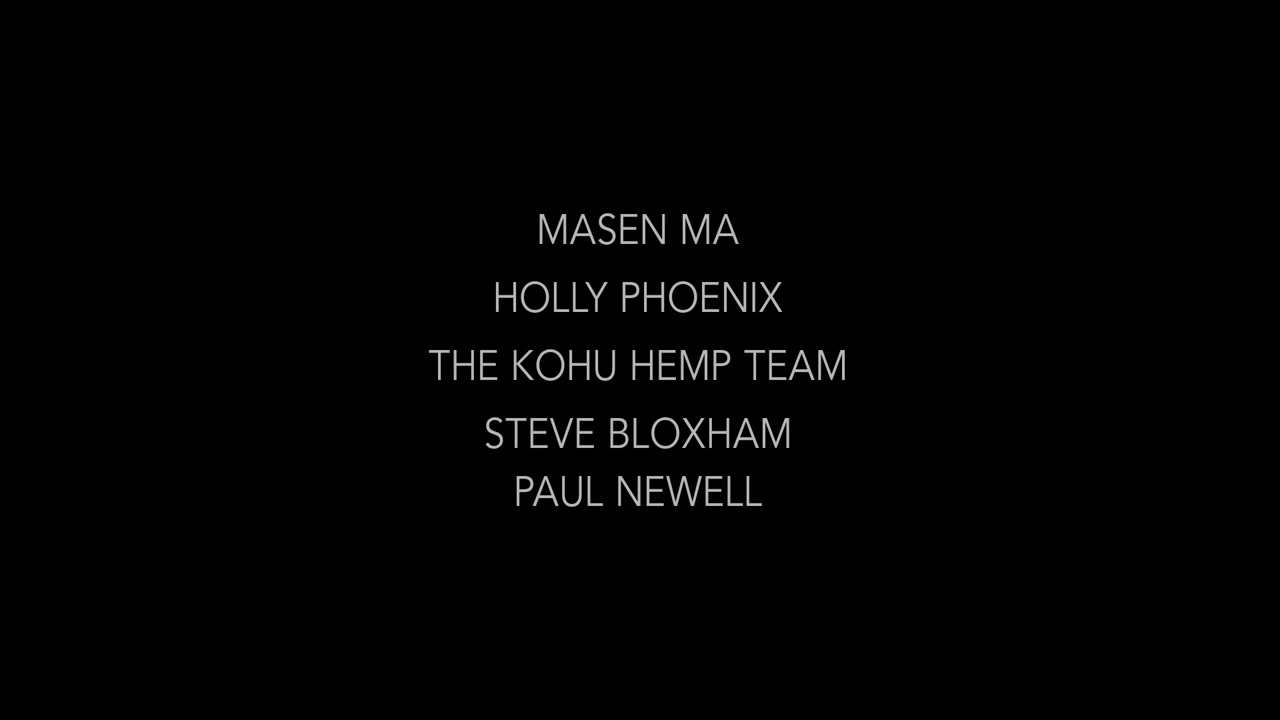 MASEN MA
HOLLY PHOENIX
THE KOHU HEMP TEAM
STEVE BLOXHAM
PAUL NEWELL